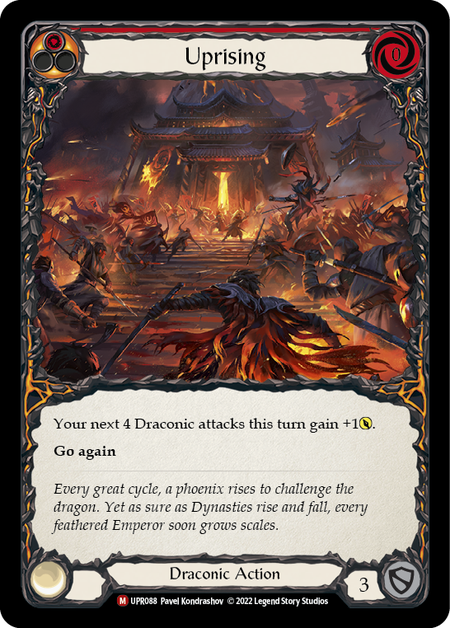 Uprising
0
Your next 4 Draconic attacks this turn gain +1.
Go again
Every great cycle, a phoenix rises to challenge the
dragon. Yet as sure as Dynasties rise and fall, every
feathered Emperor soon grows scales.
Draconic Action
3
M UPR088 Pavel Kondrashov © 2022 Legend Story Studios